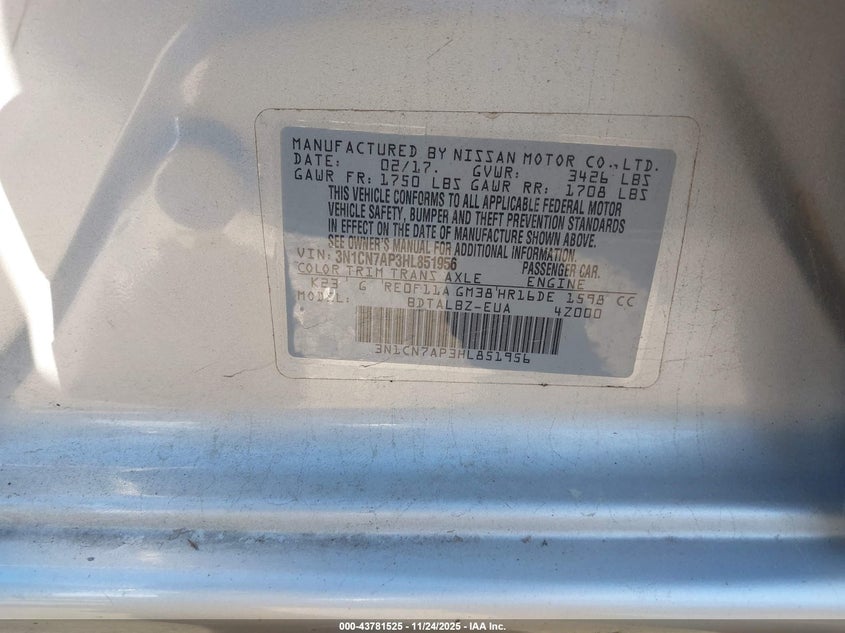 MANUFACTURED BY NISSAN MOTOR CO.,LTD.
DATE: 02/17. GVWR: 3426 LBS
GAWR FR: 1750 LBS GAWR RR: 1708 LBS
THIS VEHICLE CONFORMS TO ALL APPLICABLE FEDERAL MOTOR
VEHICLE SAFETY, BUMPER AND THEFT PREVENTION STANDARDS
IN EFFECT ON THE DATE OF MANUFACTURE SHOWN ABOVE.
SEE OWNER'S MANUAL FOR ADDITIONAL INFORMATION.
VIN: 3N1CN7AP3HL851956 PASSENGER CAR.
COLOR TRIM TRANS AXLE ENGINE
K23 G RE0F11A GM38 HR16DE 1598 CC
MODEL: BDTALBZ-EUA 4Z000
3N1CN7AP3HL851956
000-43781525 - 11/24/2025 - IAA Inc.